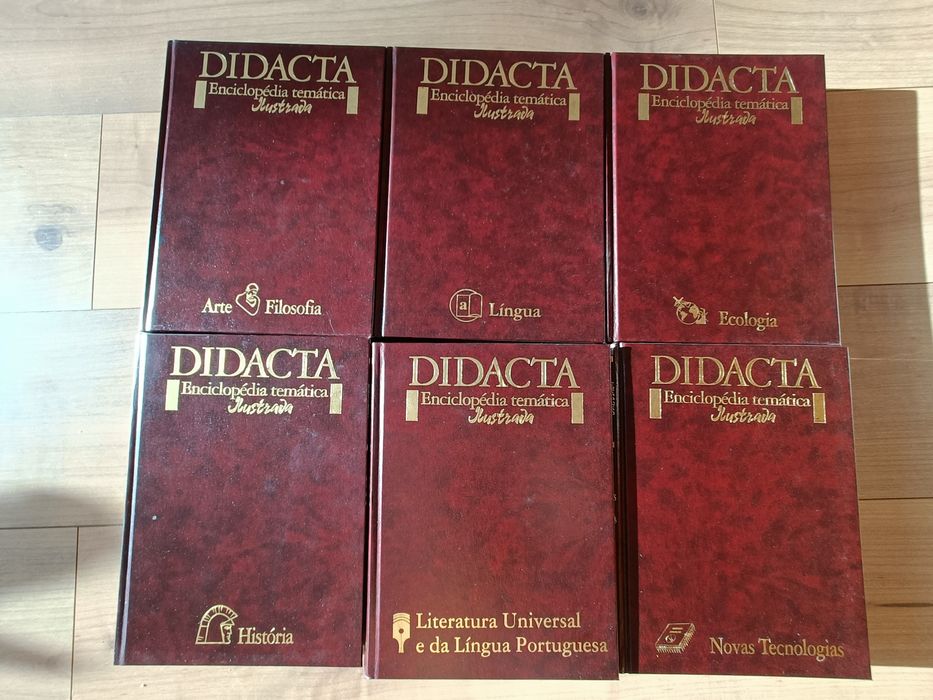 DIDACTA
Enciclopédia temática
Ilustrada
Arte Filosofia
DIDACTA
Enciclopédia temática
Ilustrada
a Língua
DIDACTA
Enciclopédia temática
Ilustrada
Ecologia
DIDACTA
Enciclopédia temática
Ilustrada
História
DIDACTA
Enciclopédia temática
Ilustrada
Literatura Universal
e da Língua Portuguesa
DIDACTA
Enciclopédia temática
Ilustrada
Novas Tecnologias